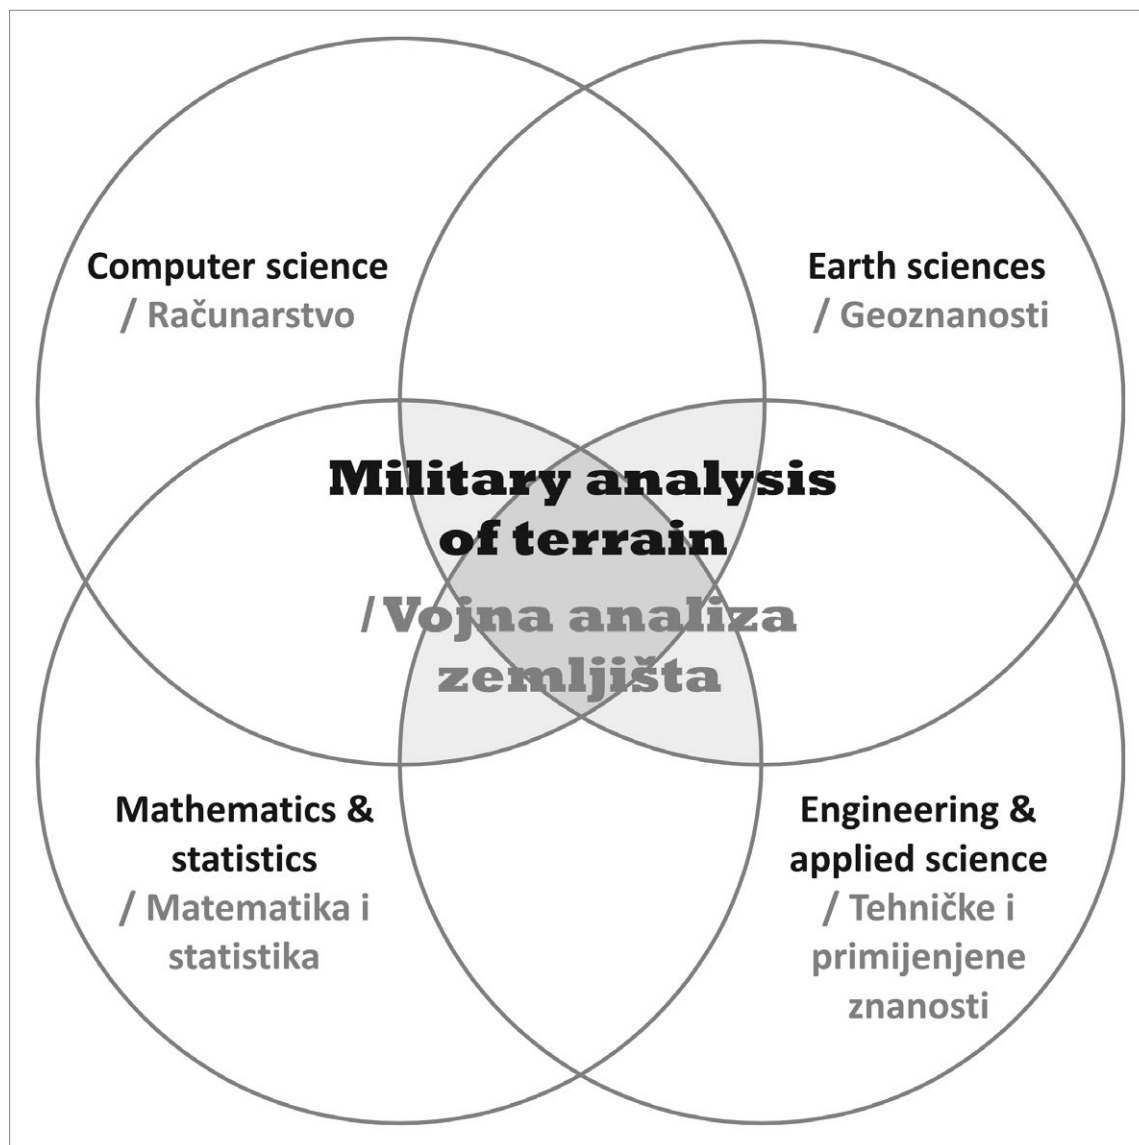 Computer science
/ Računarstvo
Earth sciences
/ Geoznanosti
Military analysis
of terrain
/ Vojna analiza
zemljišta
Mathematics &
statistics
/ Matematika i
statistika
Engineering &
applied science
/ Tehničke i
primijenjene
znanosti